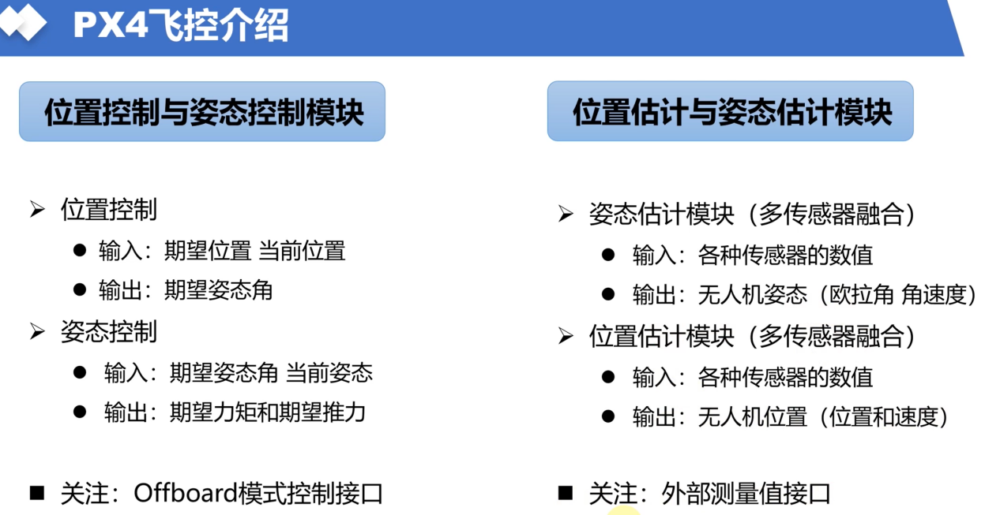 PX4飞控介绍
位置控制与姿态控制模块
位置控制
输入：期望位置 当前位置
输出：期望姿态角
姿态控制
输入：期望姿态角 当前姿态
输出：期望力矩和期望推力
关注：Offboard模式控制接口
位置估计与姿态估计模块
姿态估计模块（多传感器融合）
输入：各种传感器的数值
输出：无人机姿态（欧拉角 角速度）
位置估计模块（多传感器融合）
输入：各种传感器的数值
输出：无人机位置（位置和速度）
关注：外部测量值接口